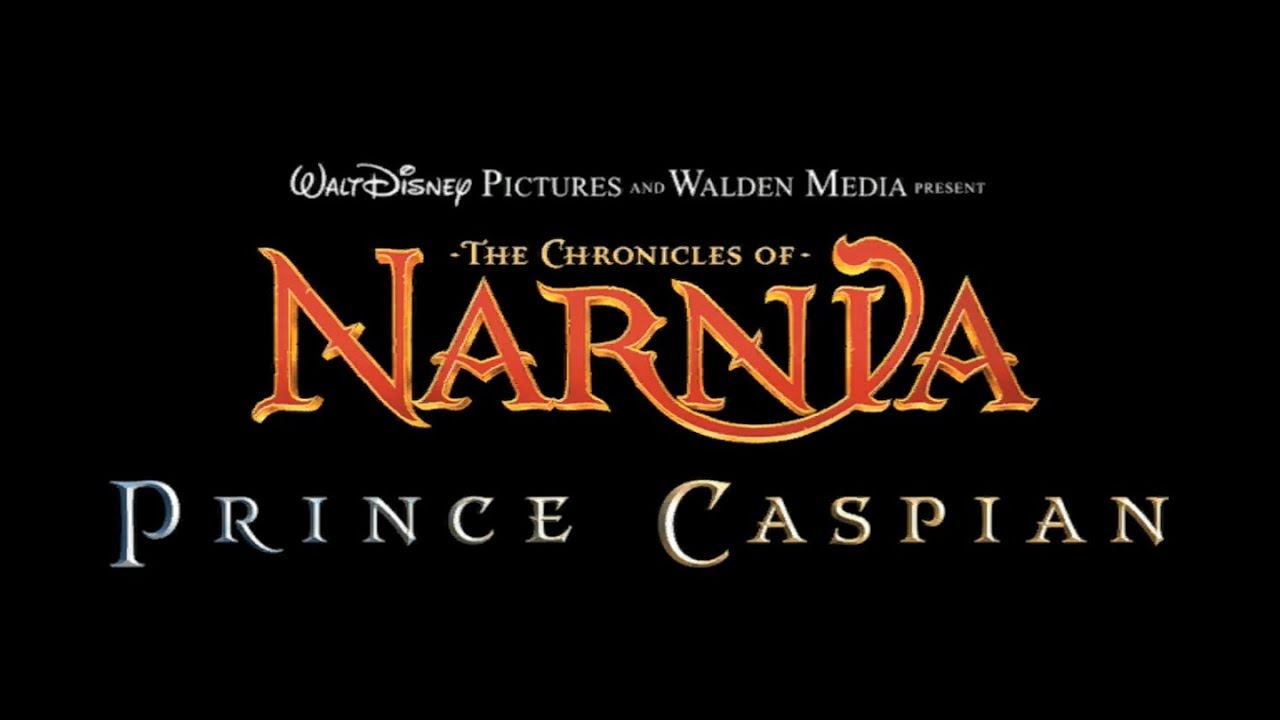 WALT DISNEY PICTURES AND WALDEN MEDIA PRESENT
-THE CHRONICLES OF-
NARNIA
PRINCE CASPIAN